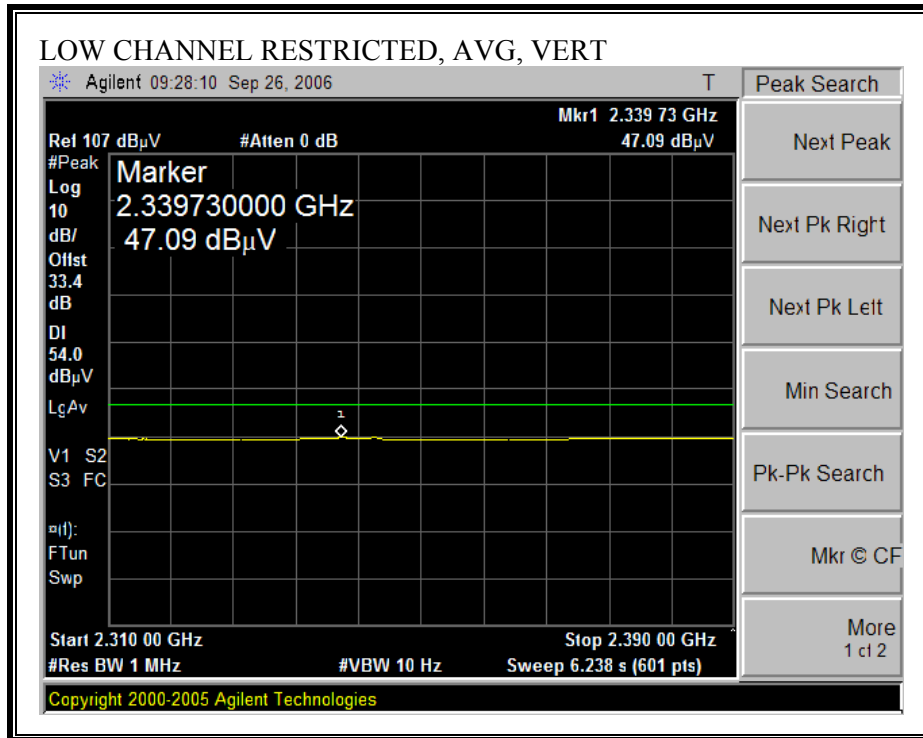 LOW CHANNEL RESTRICTED, AVG, VERT
Agilent 09:28:10 Sep 26, 2006 T
Peak Search
Mkr1 2.339 73 GHz
Ref 107 dBµV #Atten 0 dB 47.09 dBµV
#Peak
Log
10
dB/
Offst
33.4
dB
DI
54.0
dBµV
LgAv
V1 S2
S3 FC
¤(f):
FTun
Swp
Marker
2.339730000 GHz
47.09 dBµV
1
Start 2.310 00 GHz Stop 2.390 00 GHz
#Res BW 1 MHz #VBW 10 Hz Sweep 6.238 s (601 pts)
Copyright 2000-2005 Agilent Technologies
Next Peak
Next Pk Right
Next Pk Left
Min Search
Pk-Pk Search
Mkr © CF
More
1 of 2